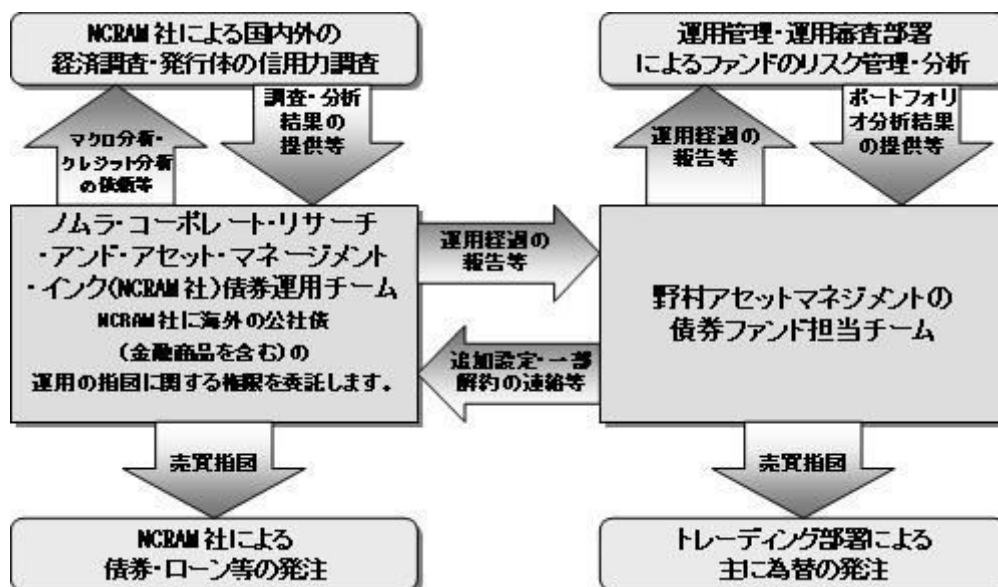 NCRAM社による国内外の
経済調査・発行体の信用力調査
運用管理・運用審査部署
によるファンドのリスク管理・分析
マクロ分析・
クレジット分析
の依頼等
調査・分析
結果の
提供等
運用経過の
報告等
ポートフォリ
オ分析結果
の提供等
ノムラ・コーポレート・リサーチ
・アンド・アセット・マネージメント
・インク(NCRAM社)債券運用チーム
NCRAM社に海外の公社債
(金融商品を含む)の
運用の指図に関する権限を委託します。
運用経過の
報告等
追加設定・一部
解約の連絡等
野村アセットマネジメントの
債券ファンド担当チーム
売買指図
売買指図
NCRAM社による
債券・ローン等の発注
トレーディング部署による
主に為替の発注